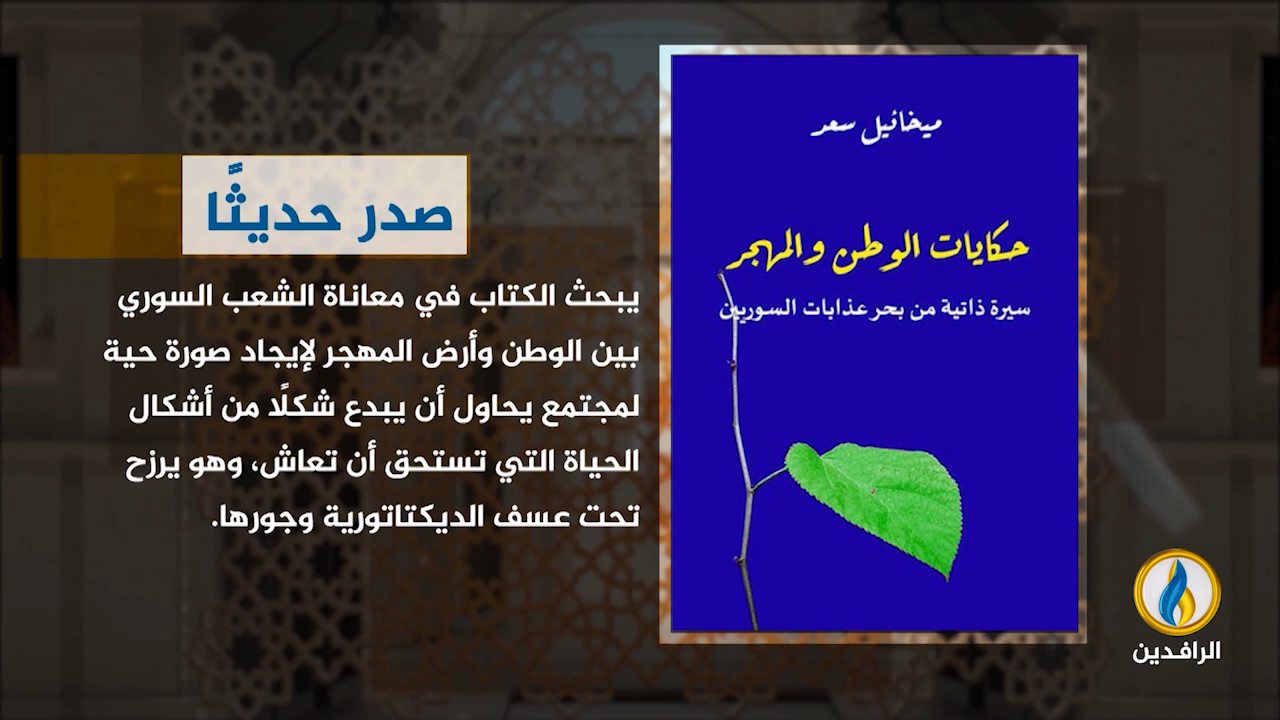 صدر حديثًا
يبحث الكتاب في معاناة الشعب السوري
بين الوطن وأرض المهجر لإيجاد صورة حية
لمجتمع يحاول أن يبدع شكلًا من أشكال
الحياة التي تستحق أن تعاش، وهو يرزح
تحت عسف الديكتاتورية وجورها.
ميخائيل سعد
حكايات الوطن والمهجر
سيرة ذاتية من بحر عذابات السوريين
الرافدين